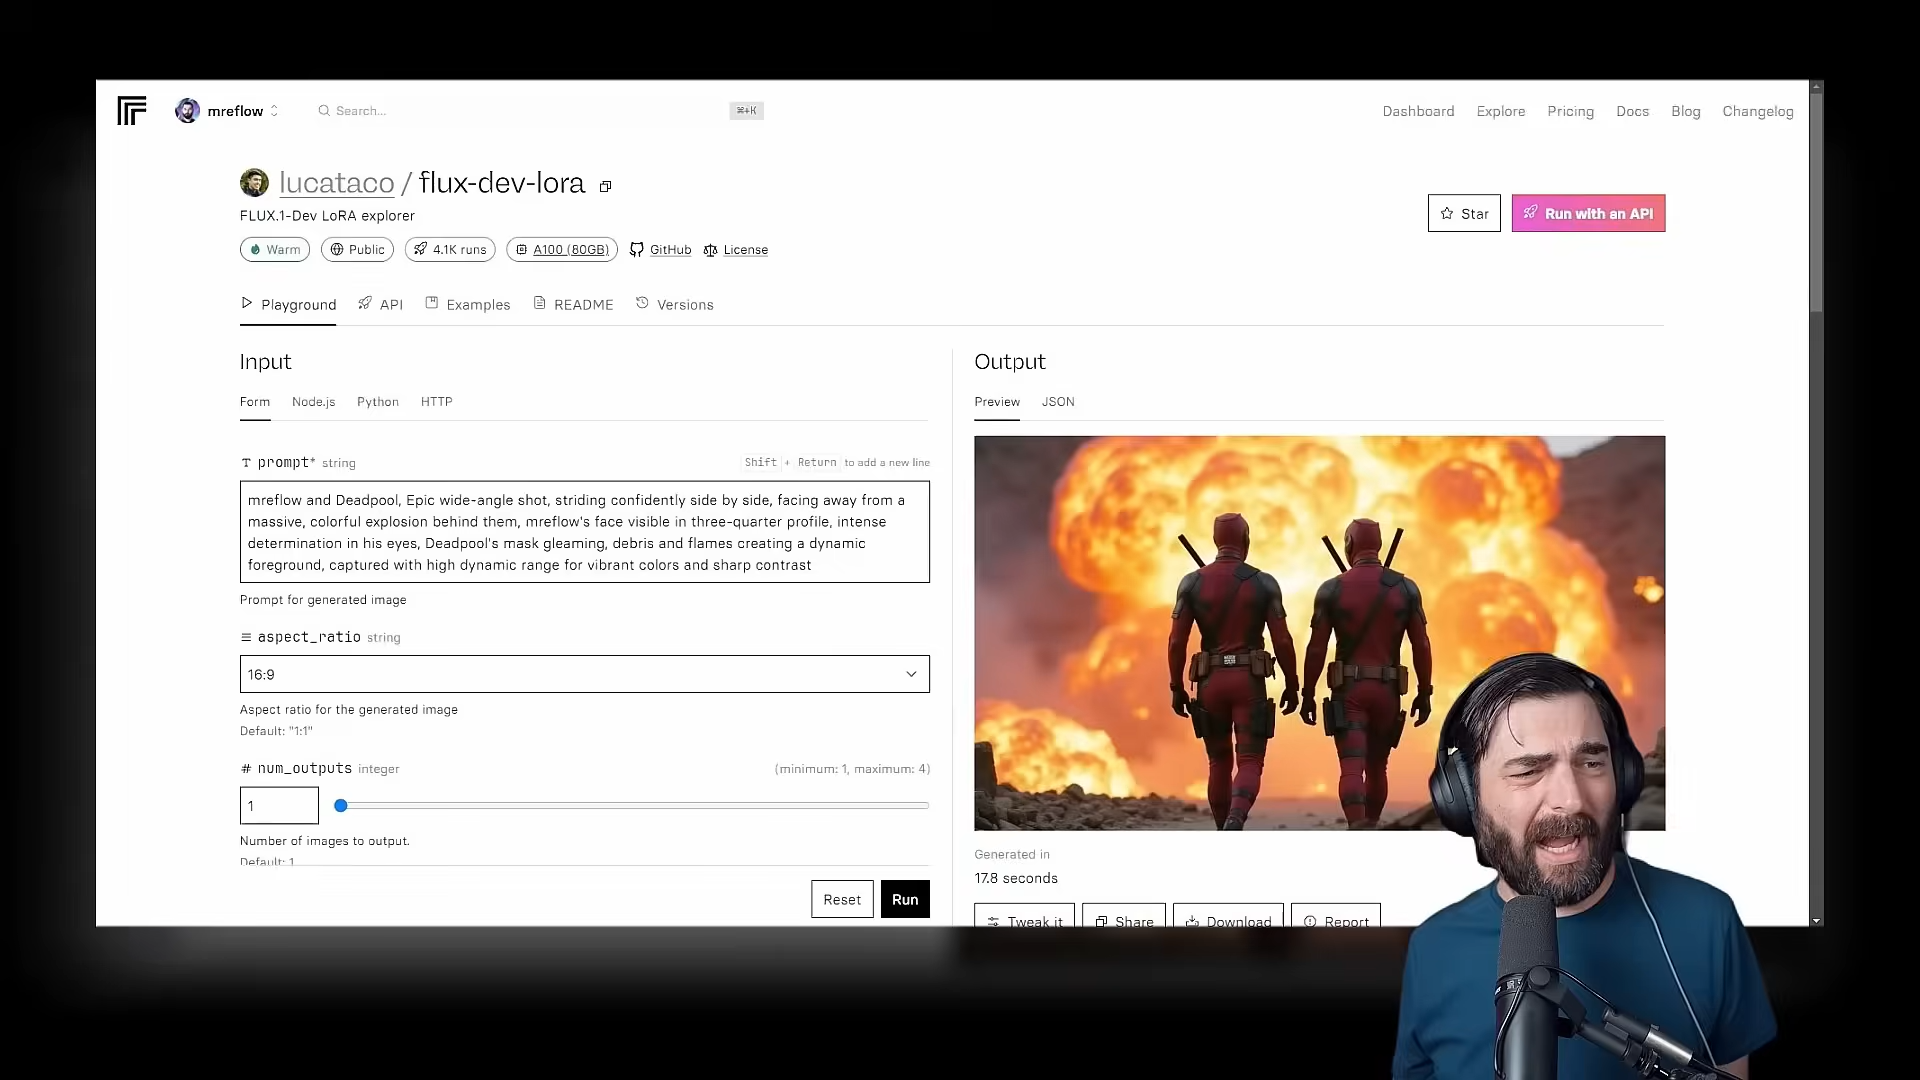 mreflow
Search...
⌘+K
Dashboard
Explore
Pricing
Docs
Blog
Changelog
lucataco / flux-dev-lora
FLUX.1-Dev LoRA explorer
Star
Run with an API
Warm
Public
4.1K runs
A100 (80GB)
GitHub
License
Playground
API
Examples
README
Versions
Input
Form
Node.js
Python
HTTP
prompt* string
Shift + Return to add a new line
mreflow and Deadpool, Epic wide-angle shot, striding confidently side by side, facing away from a
massive, colorful explosion behind them, mreflow's face visible in three-quarter profile, intense
determination in his eyes, Deadpool's mask gleaming, debris and flames creating a dynamic
foreground, captured with high dynamic range for vibrant colors and sharp contrast
Prompt for generated image
aspect_ratio string
16:9
Aspect ratio for the generated image
Default: "1:1"
# num_outputs integer
(minimum: 1, maximum: 4)
1
Number of images to output.
Default: 1
Reset
Run
Output
Preview
JSON
Generated in
17.8 seconds
Tweak it
Share
Download
Report